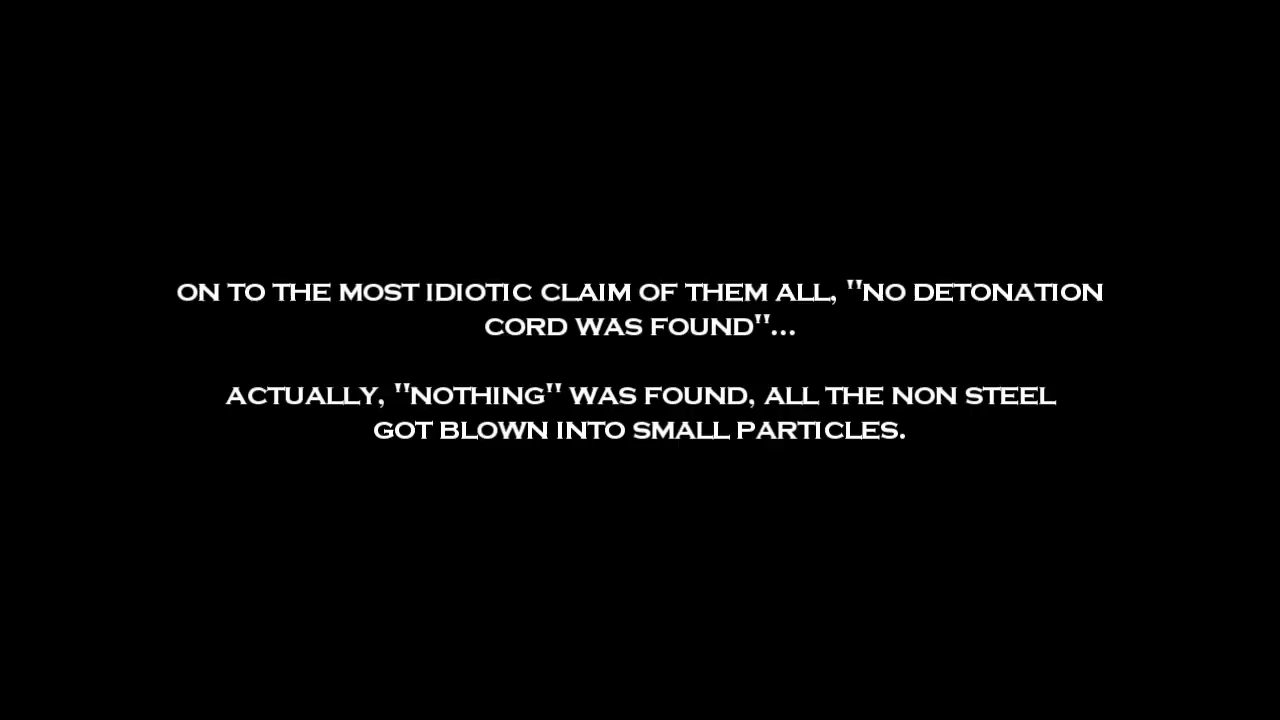 ON TO THE MOST IDIOTIC CLAIM OF THEM ALL, "NO DETONATION
CORD WAS FOUND"...
ACTUALLY, "NOTHING" WAS FOUND, ALL THE NON STEEL
GOT BLOWN INTO SMALL PARTICLES.